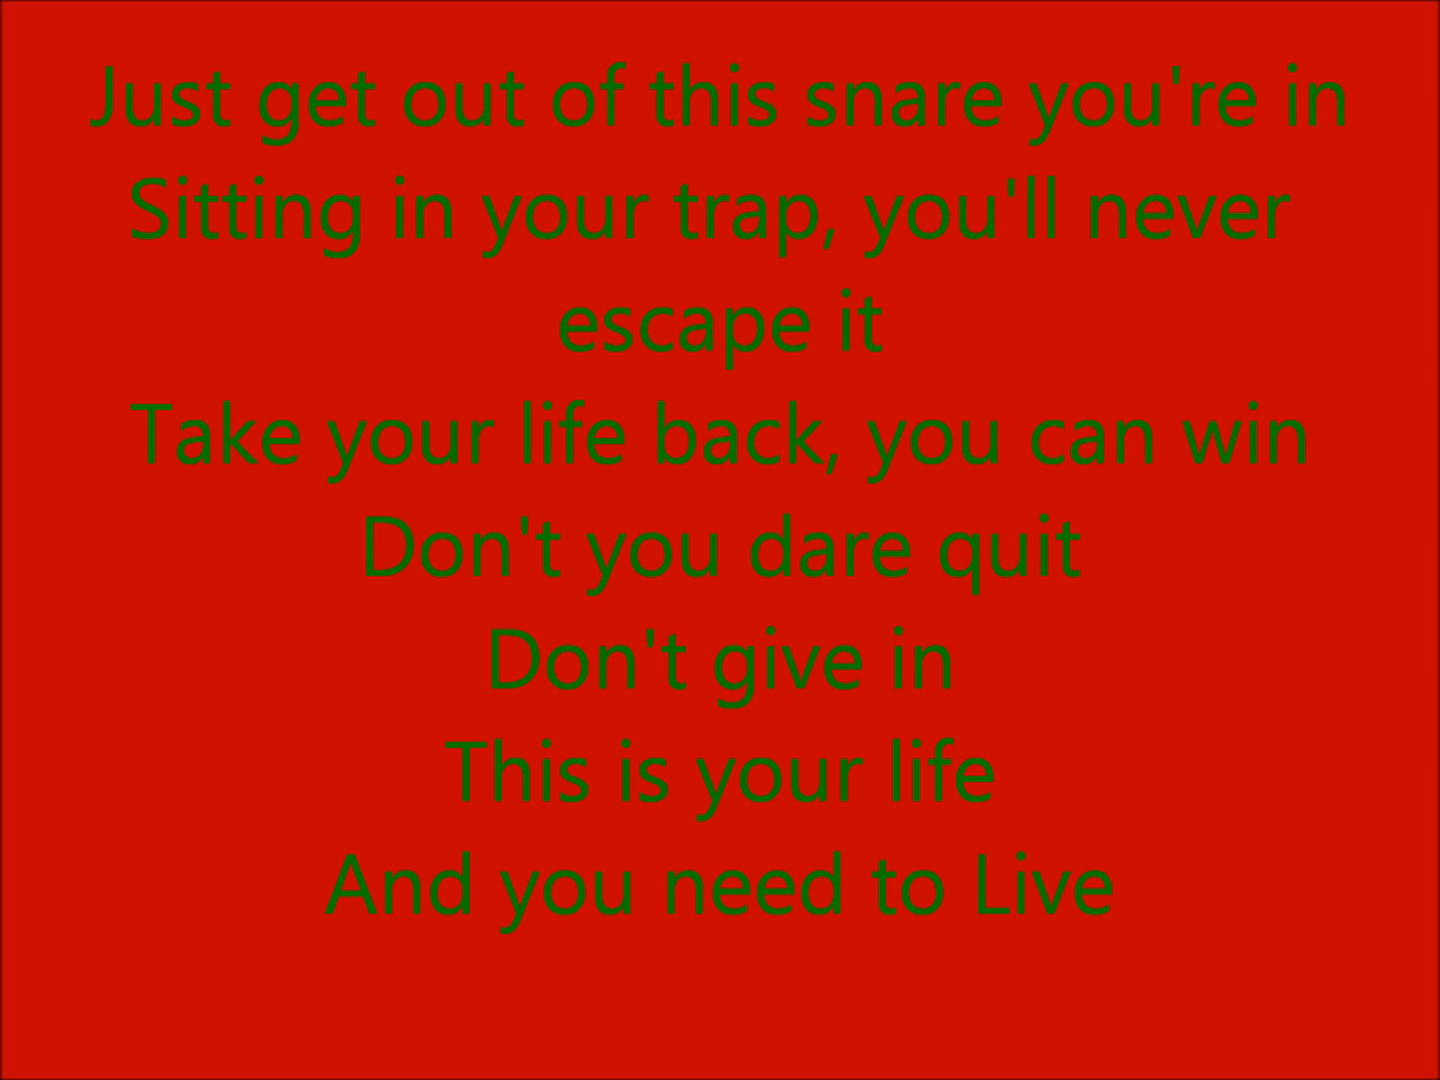 Just get out of this snare you're in
Sitting in your trap, you'll never
escape it
Take your life back, you can win
Don't you dare quit
Don't give in
This is your life
And you need to Live